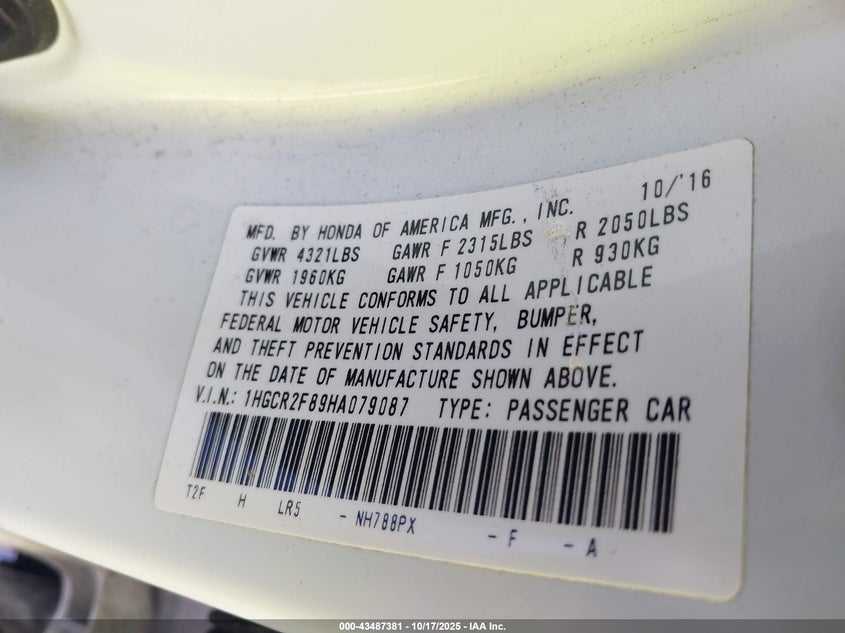 10/'16
MFD. BY HONDA OF AMERICA MFG., INC.
GVWR 4321LBS GAWR F 2315LBS R 2050LBS
GVWR 1960KG GAWR F 1050KG R 930KG
THIS VEHICLE CONFORMS TO ALL APPLICABLE
FEDERAL MOTOR VEHICLE SAFETY, BUMPER,
AND THEFT PREVENTION STANDARDS IN EFFECT
ON THE DATE OF MANUFACTURE SHOWN ABOVE.
V.I.N.: 1HGCR2F89HA079087 TYPE: PASSENGER CAR
T2F H LR5 - NH788PX - F - A
000-43487381 - 10/17/2025 - IAA Inc.